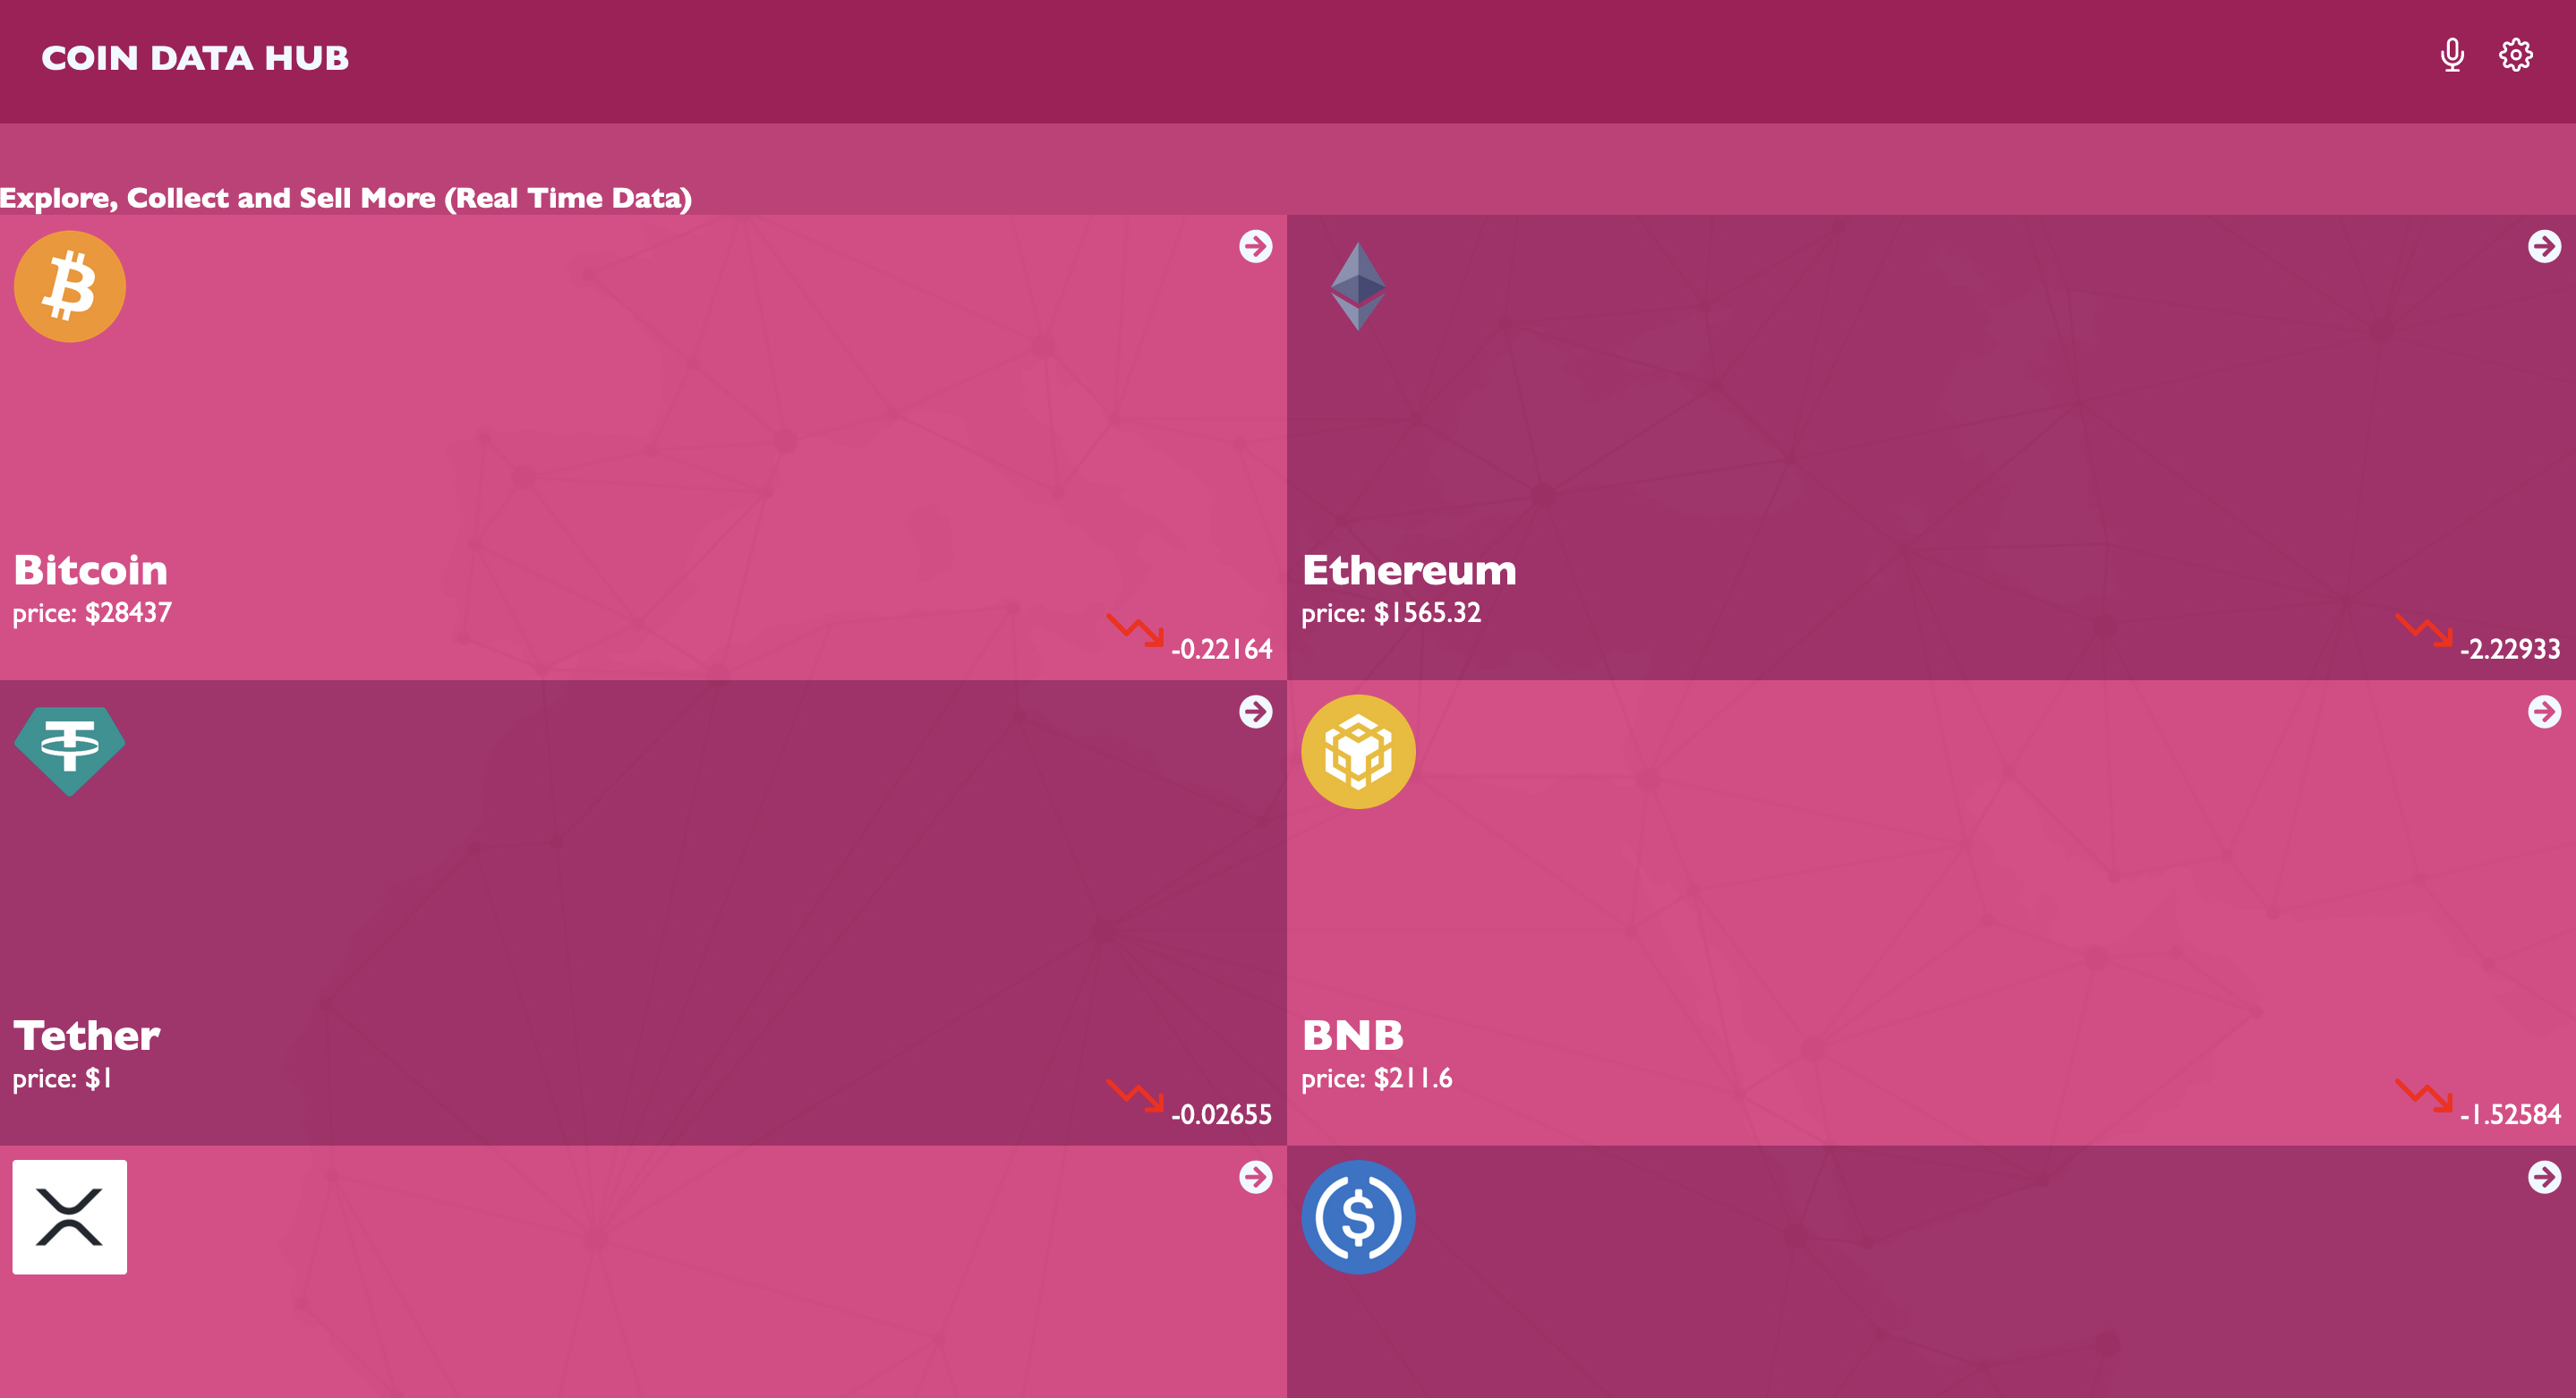 COIN DATA HUB
Explore, Collect and Sell More (Real Time Data)
Bitcoin
price: $28437
-0.22164
Ethereum
price: $1565.32
-2.22933
Tether
price: $1
-0.02655
BNB
price: $211.6
-1.52584